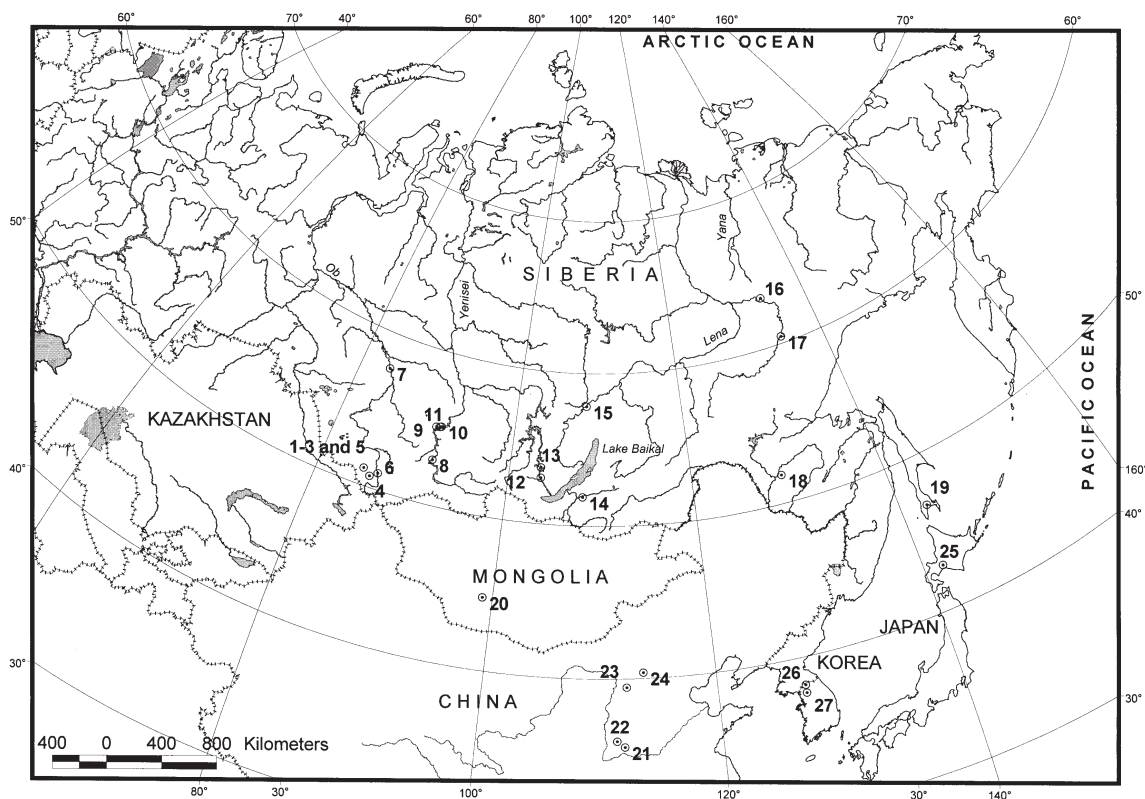 60° 70° 40° 60° 80° 100° 120° 140° 160° 70° 60°
ARCTIC OCEAN
50°
Yana
Ob
SIBERIA
Yenisei
16
50°
Lena
17
7
PACIFIC OCEAN
KAZAKHSTAN
11
9 10
15
1-3 and 5
Lake Baikal
13
6
8
40°
160°
12
18
4
19
14
40°
25
MONGOLIA
20
JAPAN
30°
KOREA
23
26
24
CHINA
30°
27
22
21
400 0 400 800 Kilometers
80° 30° 100° 120° 30° 140°